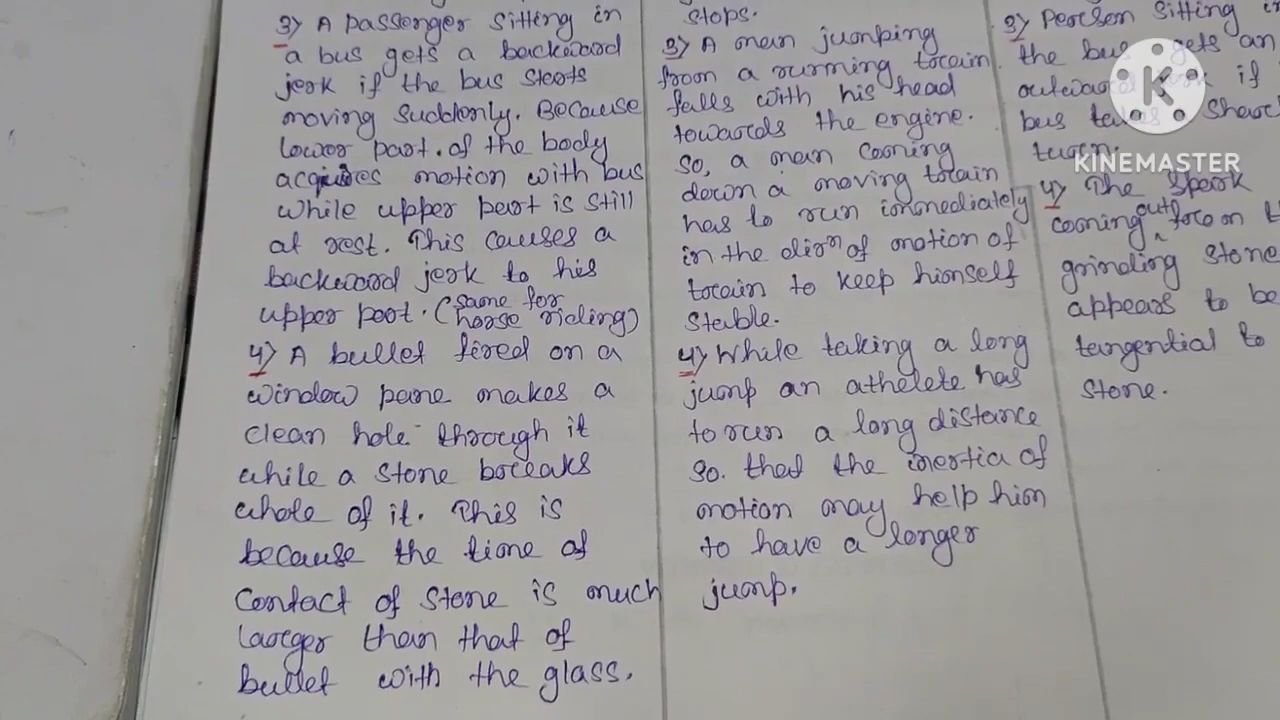 3) A passenger sitting in
a bus gets a backward
jerk if the bus starts
moving suddenly. Because
lower part. of the body
acquires motion with bus
while upper part is still
at rest. This causes a
backward jerk to his
upper part. (same for
horse riding)
4) A bullet fired on a
window pane makes a
clean hole through it
while a stone breaks
whole of it. This is
because the time of
contact of stone is much
larger than that of
bullet with the glass.
stops.
3) A man jumping
from a running train
falls with his head
towards the engine.
So, a man coming
down a moving train
has to run immediately
in the dirⁿ of motion of
train to keep himself
stable.
4) While taking a long
jump an athelete has
to run a long distance
so. that the inertia of
motion may help him
to have a longer
jump.
3) Person sitting
the bus gets an
outward if
bus takes
turn.
4) The spark
coming out from
grinding stone
appears to be
tangential to
stone.
KINEMASTER